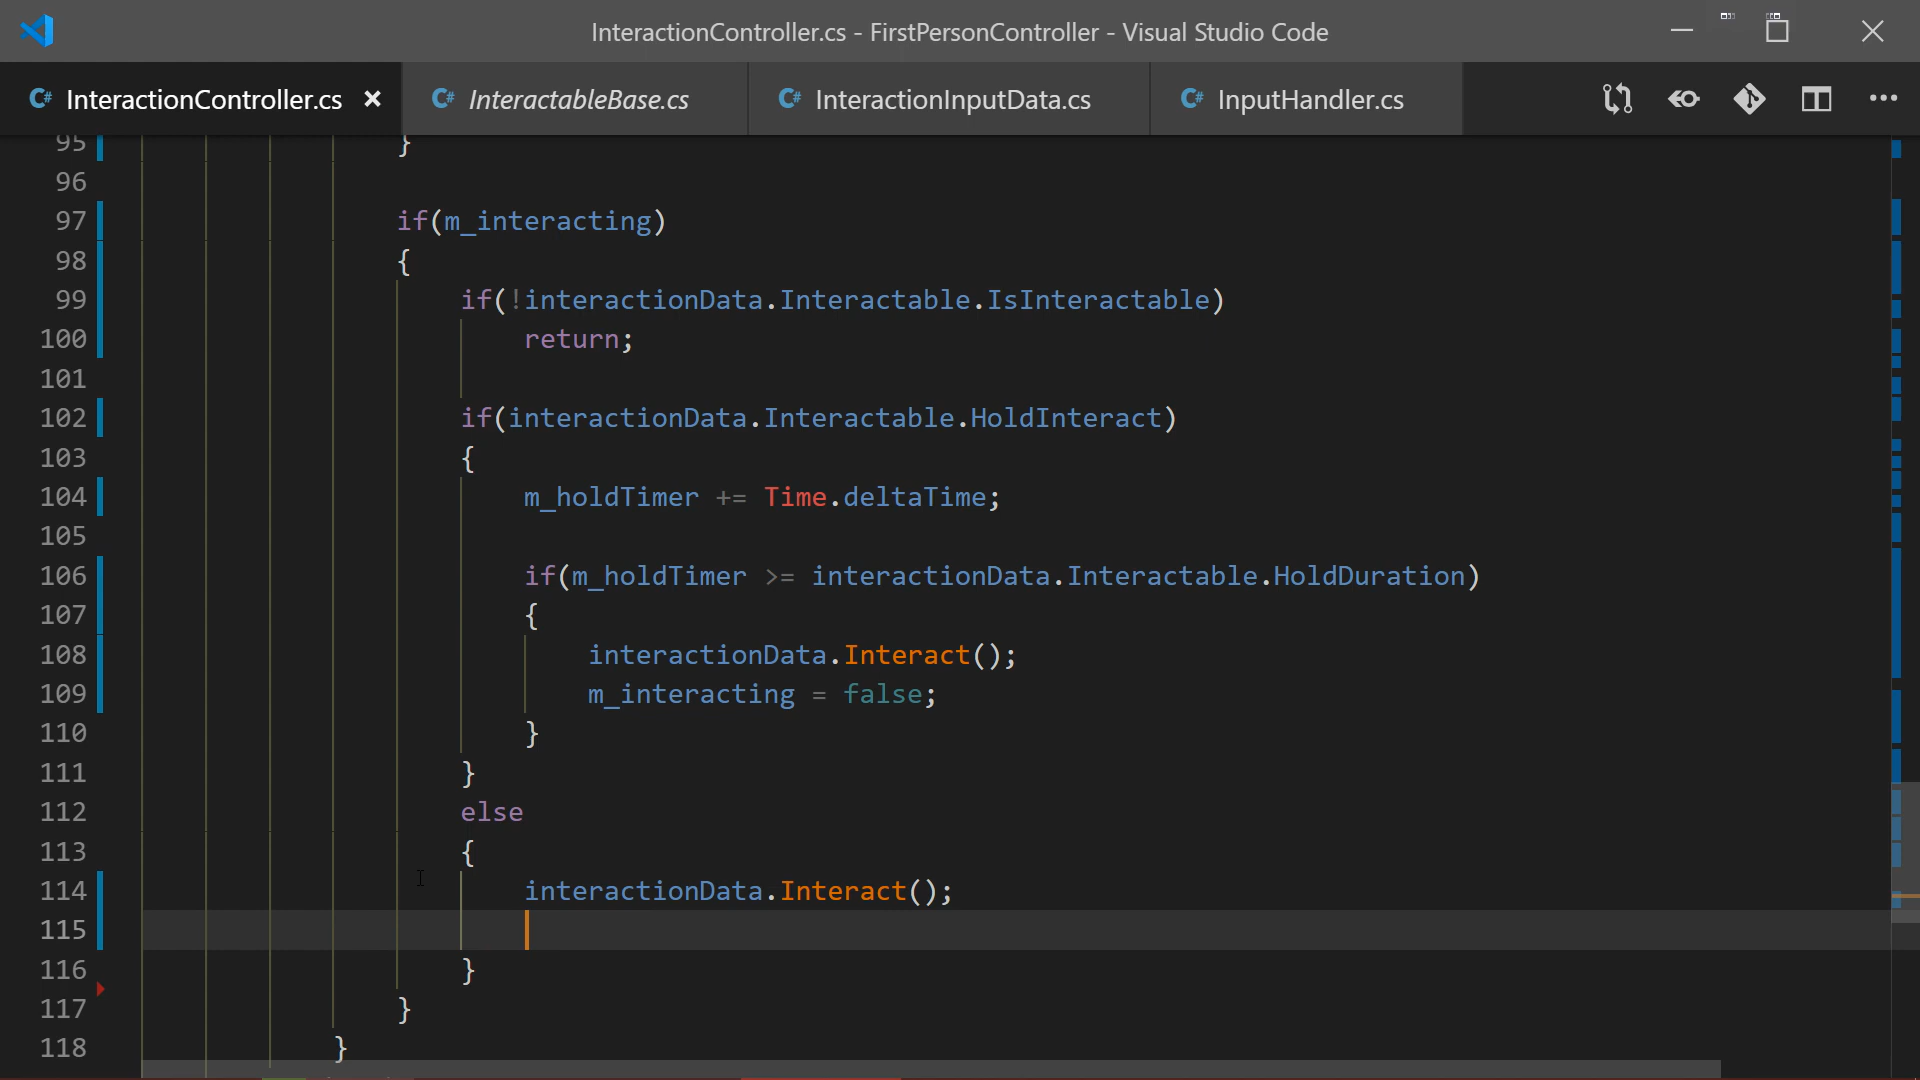 InteractionController.cs - FirstPersonController - Visual Studio Code
C# InteractionController.cs × C# InteractableBase.cs C# InteractionInputData.cs C# InputHandler.cs
95 }
96
97 if(m_interacting)
98 {
99 if(!interactionData.Interactable.IsInteractable)
100 return;
101
102 if(interactionData.Interactable.HoldInteract)
103 {
104 m_holdTimer += Time.deltaTime;
105
106 if(m_holdTimer >= interactionData.Interactable.HoldDuration)
107 {
108 interactionData.Interact();
109 m_interacting = false;
110 }
111 }
112 else
113 {
114 interactionData.Interact();
115
116 }
117 }
118 }